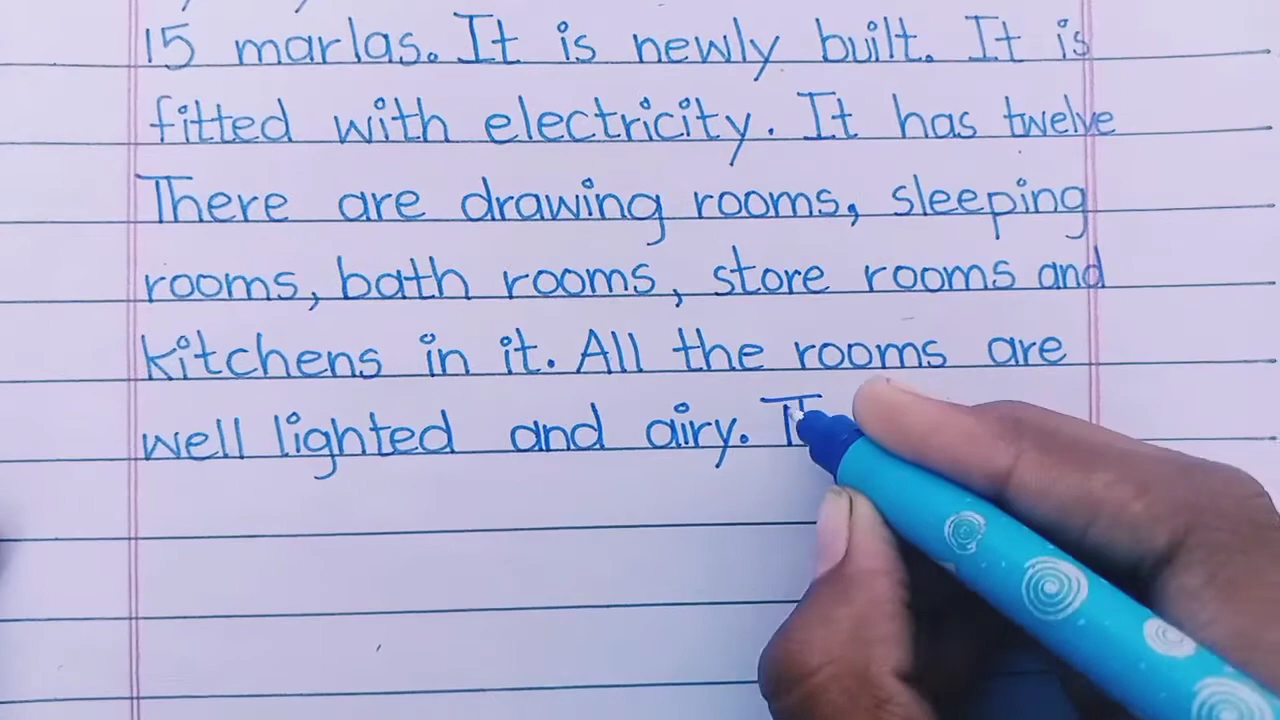 15 marlas. It is newly built. It is
fitted with electricity. It has twelve
There are drawing rooms, sleeping
rooms, bath rooms, store rooms and
kitchens in it. All the rooms are
well lighted and airy.